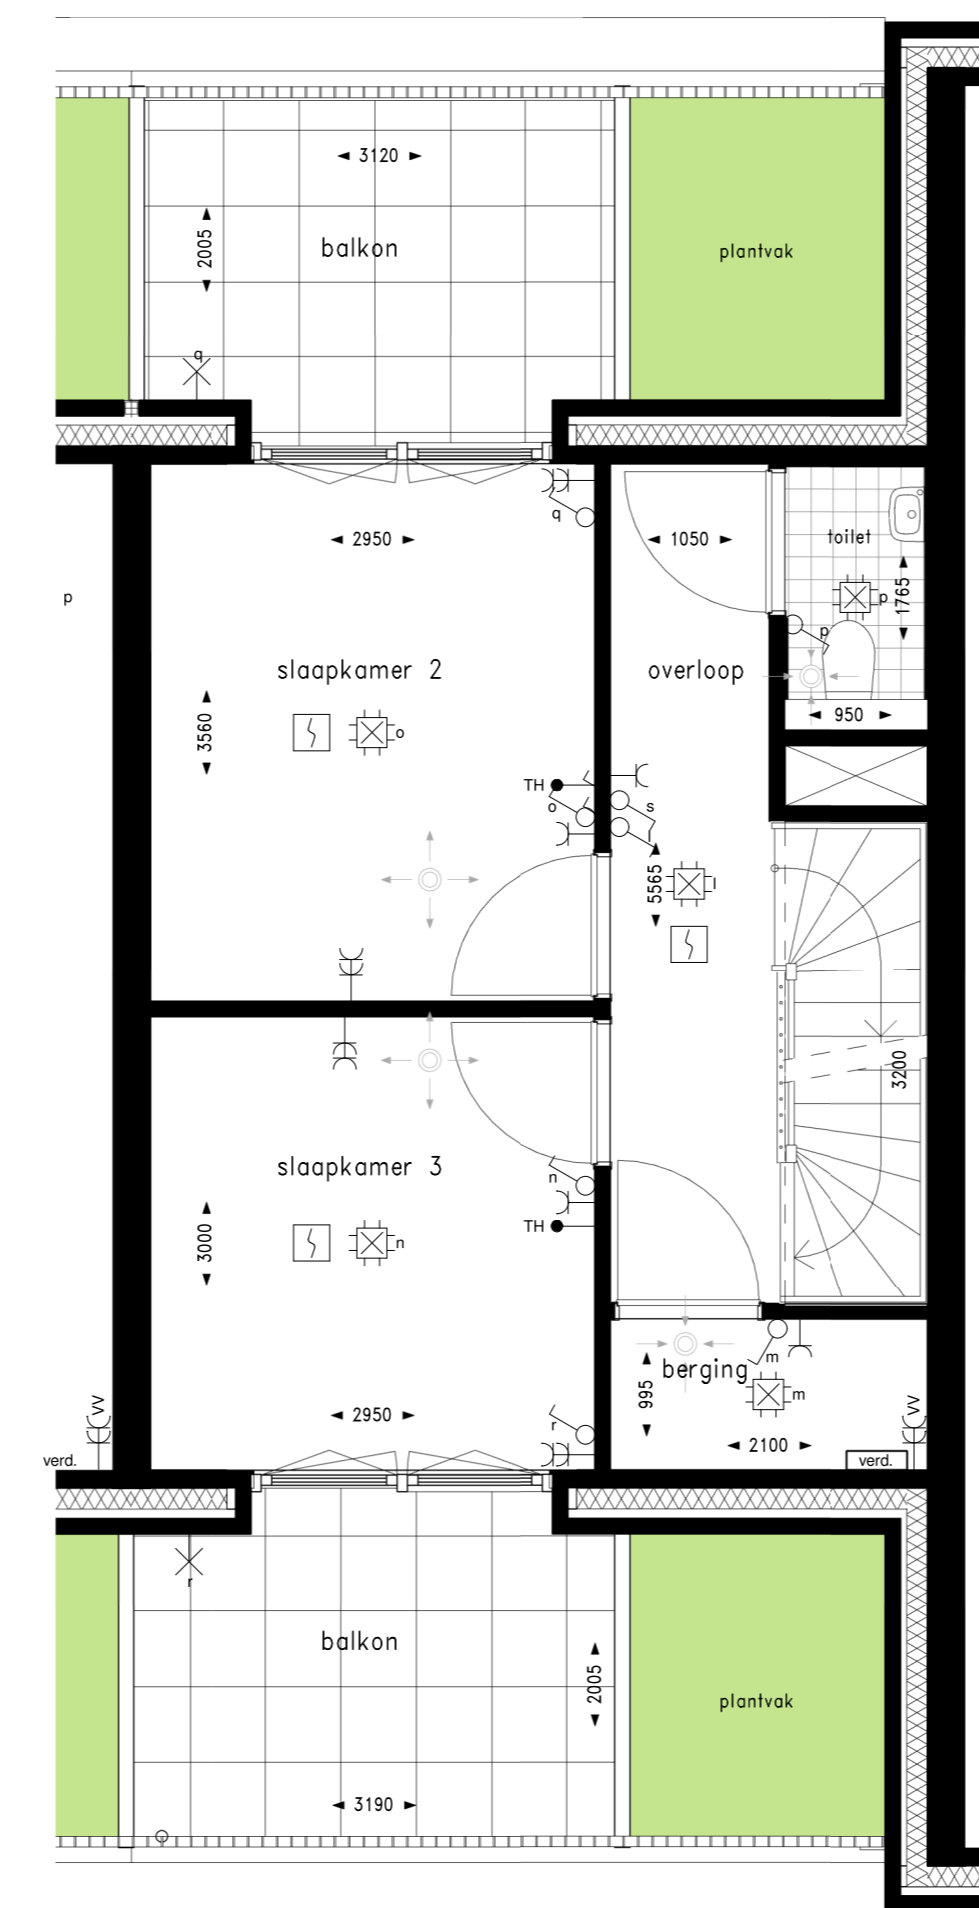 3120
2005
balkon
plantvak
q
q
2950
1050
toilet
p
p
1765
p
slaapkamer 2
overloop
3560
o
950
TH
o
s
l
5565
l
3200
slaapkamer 3
n
TH
3000
n
berging
m
m
995
2100
2950
r
VV
verd.
VV
verd.
r
balkon
2005
plantvak
3190